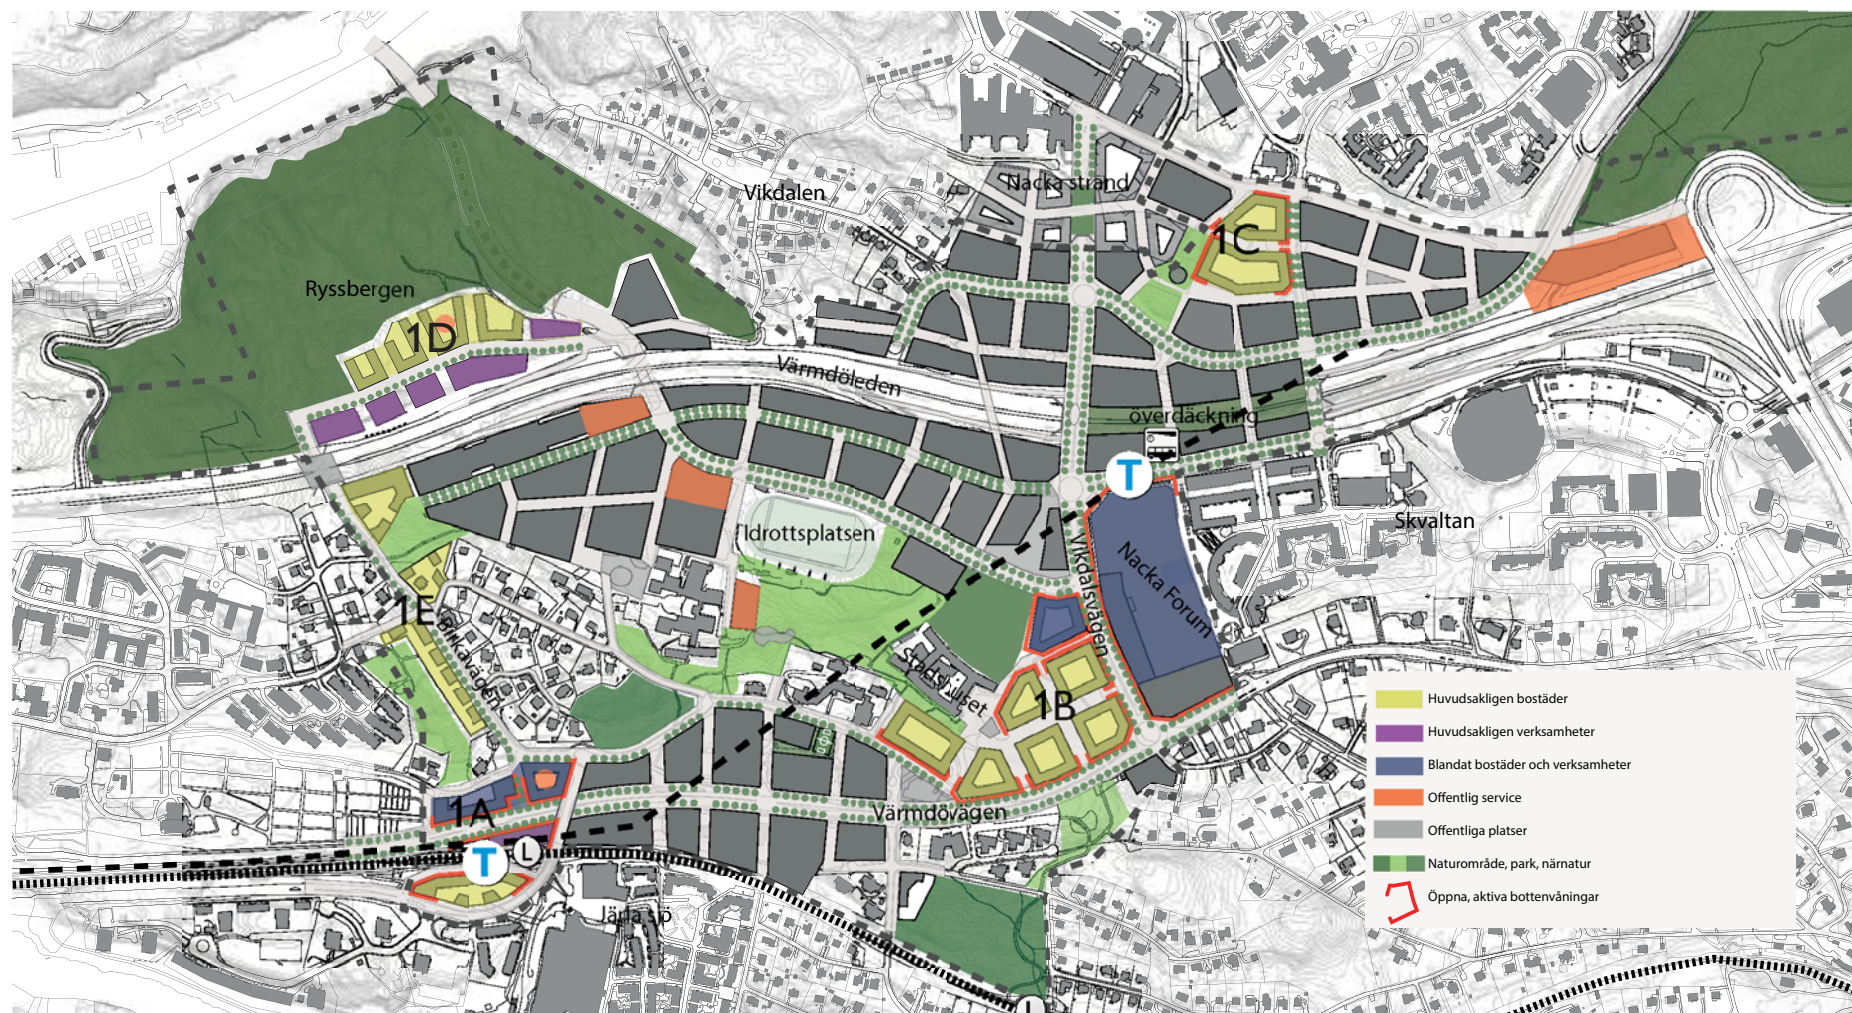 Vikdalen
Nacka strand
1C
Ryssbergen
1D
Värmdöleden
överdäckning
T
Idrottsplatsen
Skvaltan
Vikdalsvägen
Nacka Forum
1E
Birkavägen
Stadshuset
1B
1A
Värmdövägen
T
L
Järla sjö
L
Huvudsakligen bostäder
Huvudsakligen verksamheter
Blandat bostäder och verksamheter
Offentlig service
Offentliga platser
Naturområde, park, närnatur
Öppna, aktiva bottenvåningar